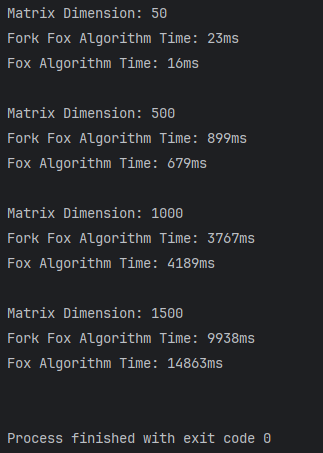 Matrix Dimension: 50
Fork Fox Algorithm Time: 23ms
Fox Algorithm Time: 16ms
Matrix Dimension: 500
Fork Fox Algorithm Time: 899ms
Fox Algorithm Time: 679ms
Matrix Dimension: 1000
Fork Fox Algorithm Time: 3767ms
Fox Algorithm Time: 4189ms
Matrix Dimension: 1500
Fork Fox Algorithm Time: 9938ms
Fox Algorithm Time: 14863ms
Process finished with exit code 0